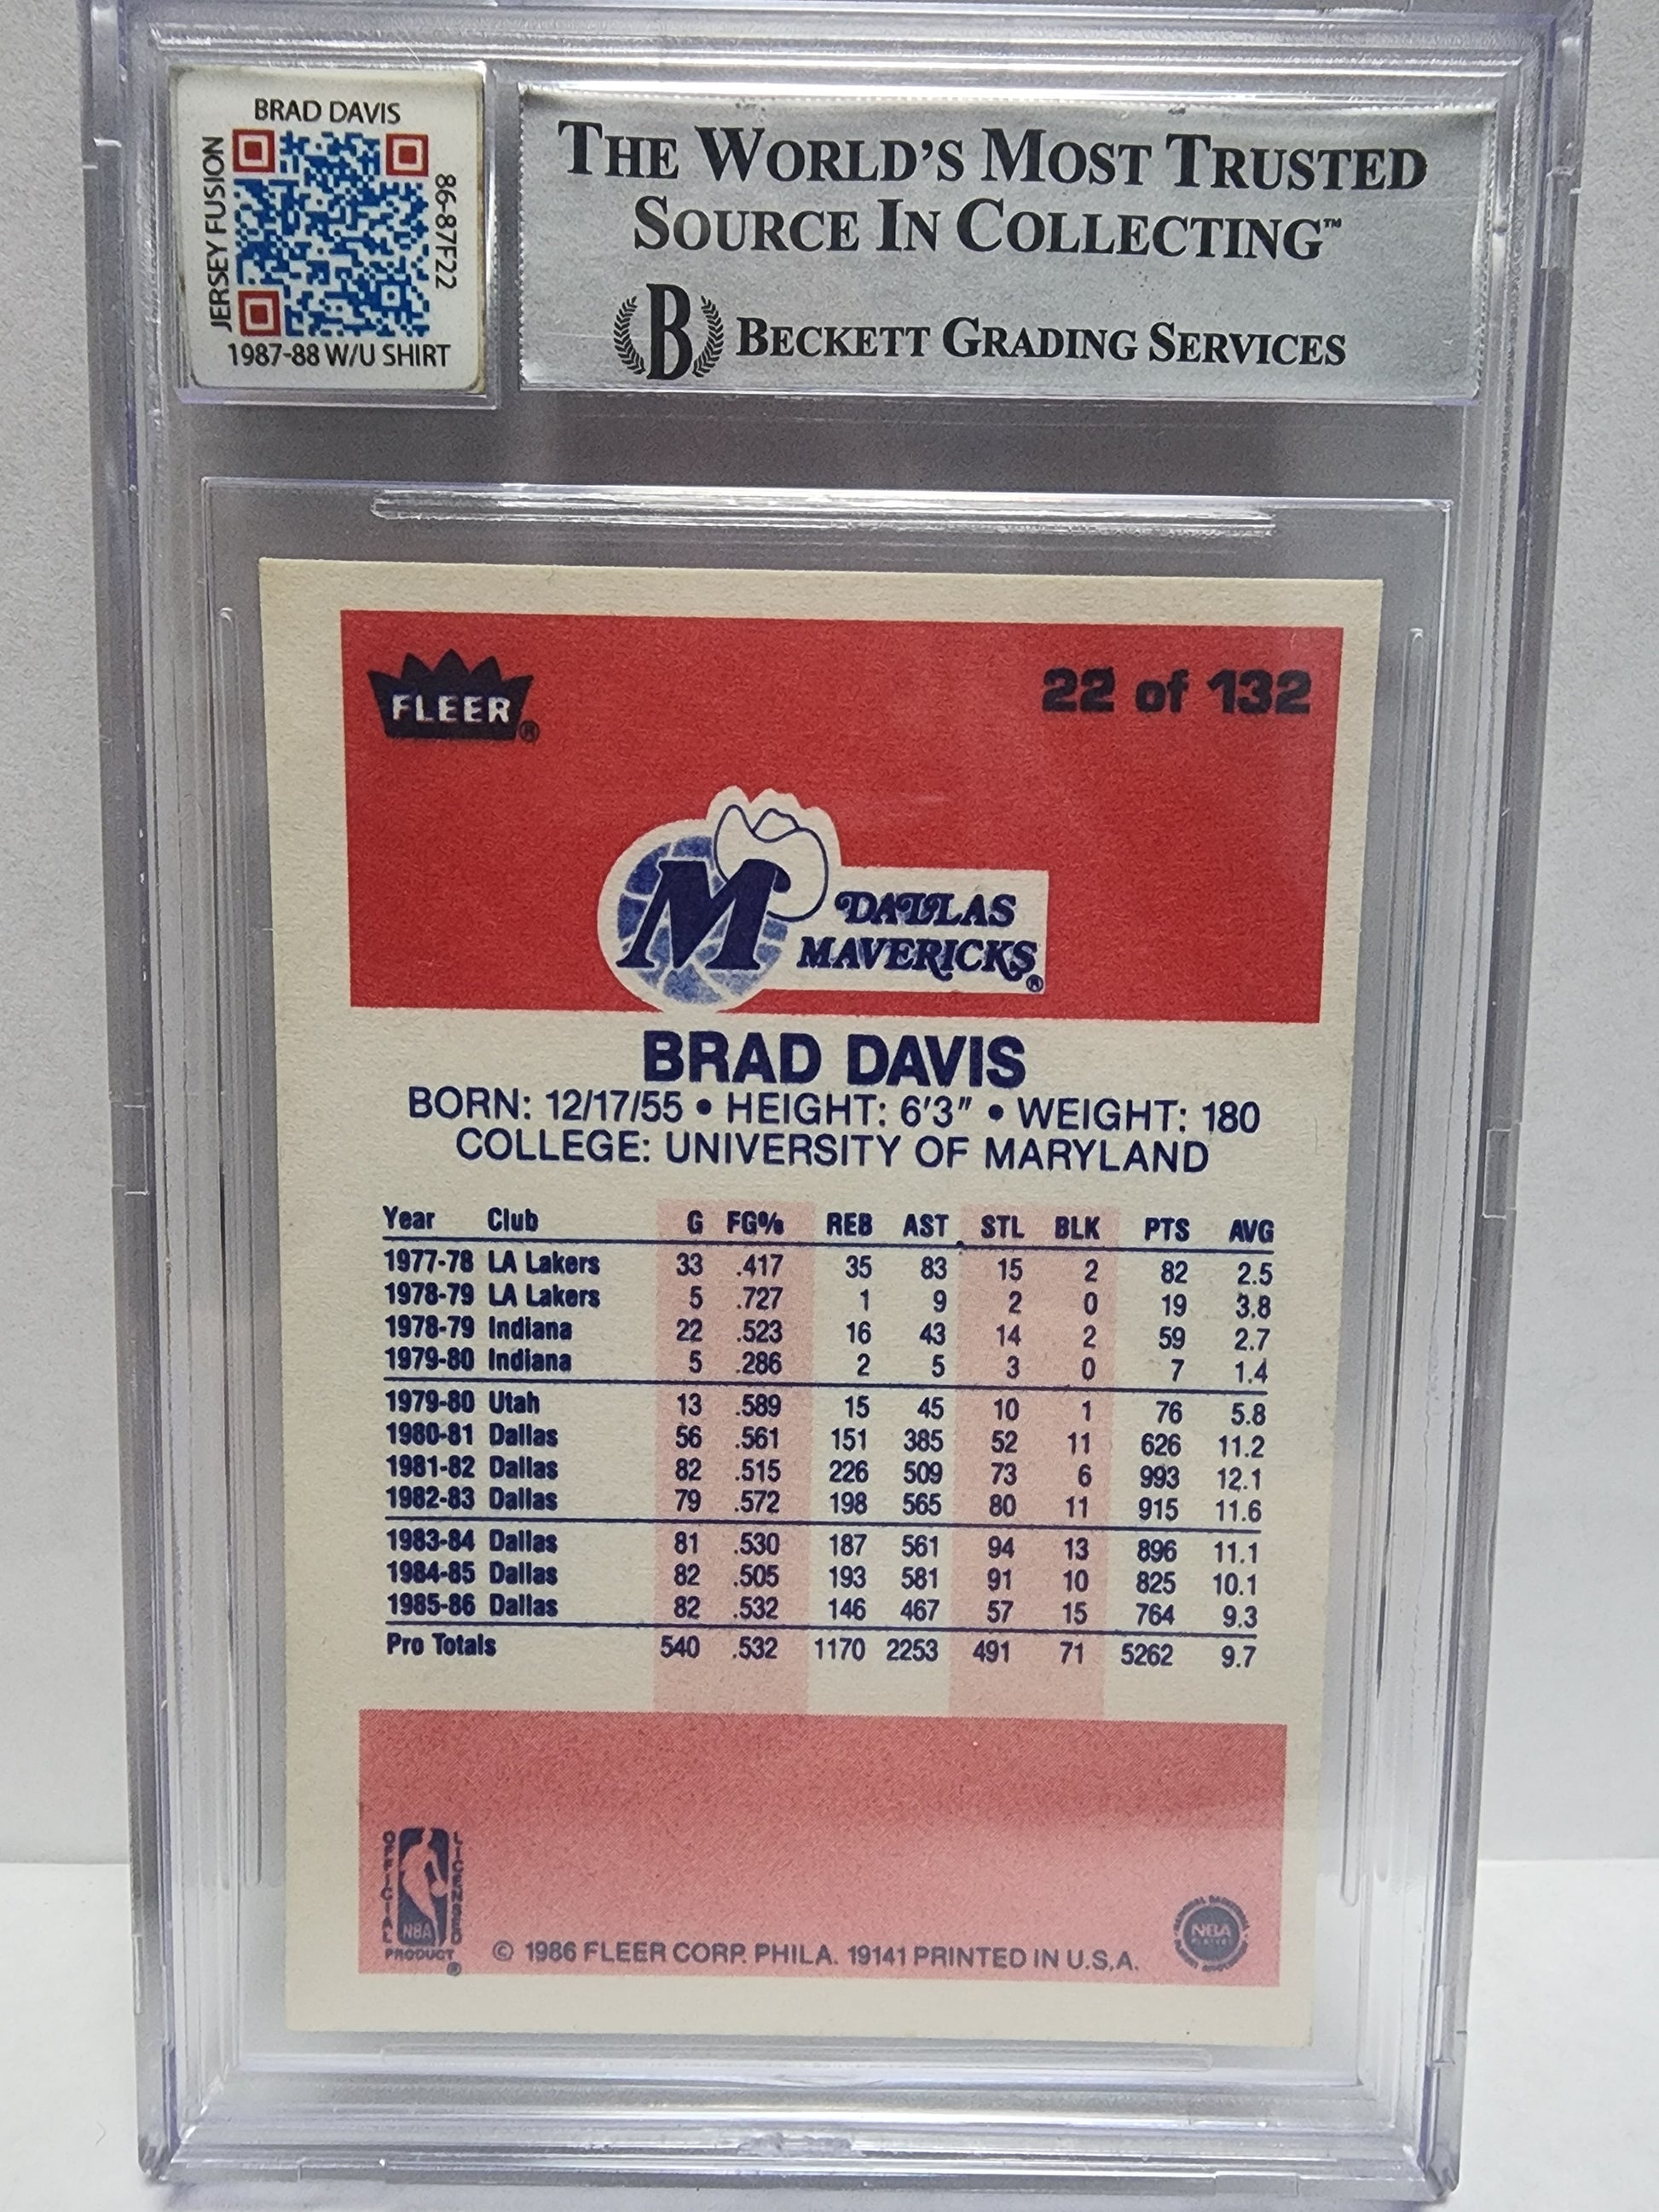 BRAD DAVIS
JERSEY FUSION
86-87F22
1987-88 W/U SHIRT
THE WORLD'S MOST TRUSTED
SOURCE IN COLLECTING™
B BECKETT GRADING SERVICES
FLEER®
22 of 132
M DALLAS
MAVERICKS®
BRAD DAVIS
BORN: 12/17/55 • HEIGHT: 6'3" • WEIGHT: 180
COLLEGE: UNIVERSITY OF MARYLAND
Year Club G FG% REB AST STL BLK PTS AVG
1977-78 LA Lakers 33 .417 35 83 15 2 82 2.5
1978-79 LA Lakers 5 .727 1 9 2 0 19 3.8
1978-79 Indiana 22 .523 16 43 14 2 59 2.7
1979-80 Indiana 5 .286 2 5 3 0 7 1.4
1979-80 Utah 13 .589 15 45 10 1 76 5.8
1980-81 Dallas 56 .561 151 385 52 11 626 11.2
1981-82 Dallas 82 .515 226 509 73 6 993 12.1
1982-83 Dallas 79 .572 198 565 80 11 915 11.6
1983-84 Dallas 81 .530 187 561 94 13 896 11.1
1984-85 Dallas 82 .505 193 581 91 10 825 10.1
1985-86 Dallas 82 .532 146 467 57 15 764 9.3
Pro Totals 540 .532 1170 2253 491 71 5262 9.7
OFFICIAL LICENSED
NBA
PRODUCT®
© 1986 FLEER CORP. PHILA. 19141 PRINTED IN U.S.A.
NBA